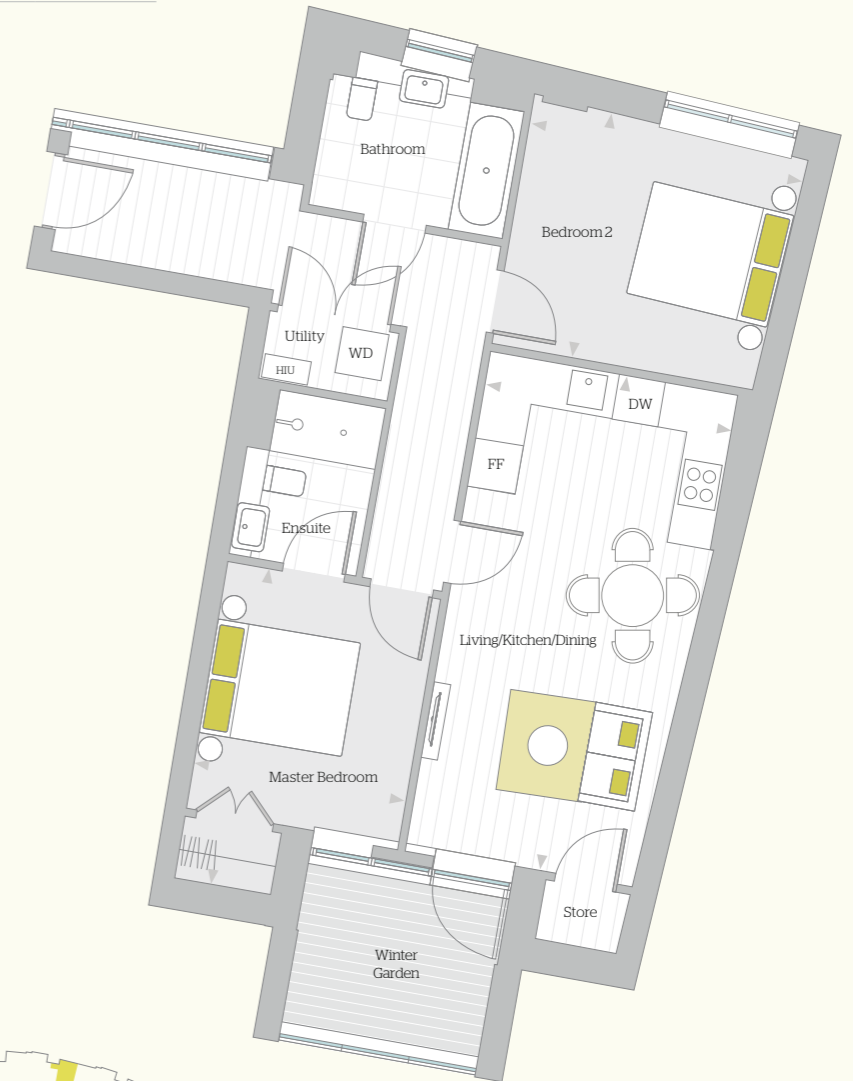 Bathroom
Bedroom 2
Utility
WD
HIU
DW
FF
Ensuite
Living/Kitchen/Dining
Master Bedroom
Store
Winter
Garden